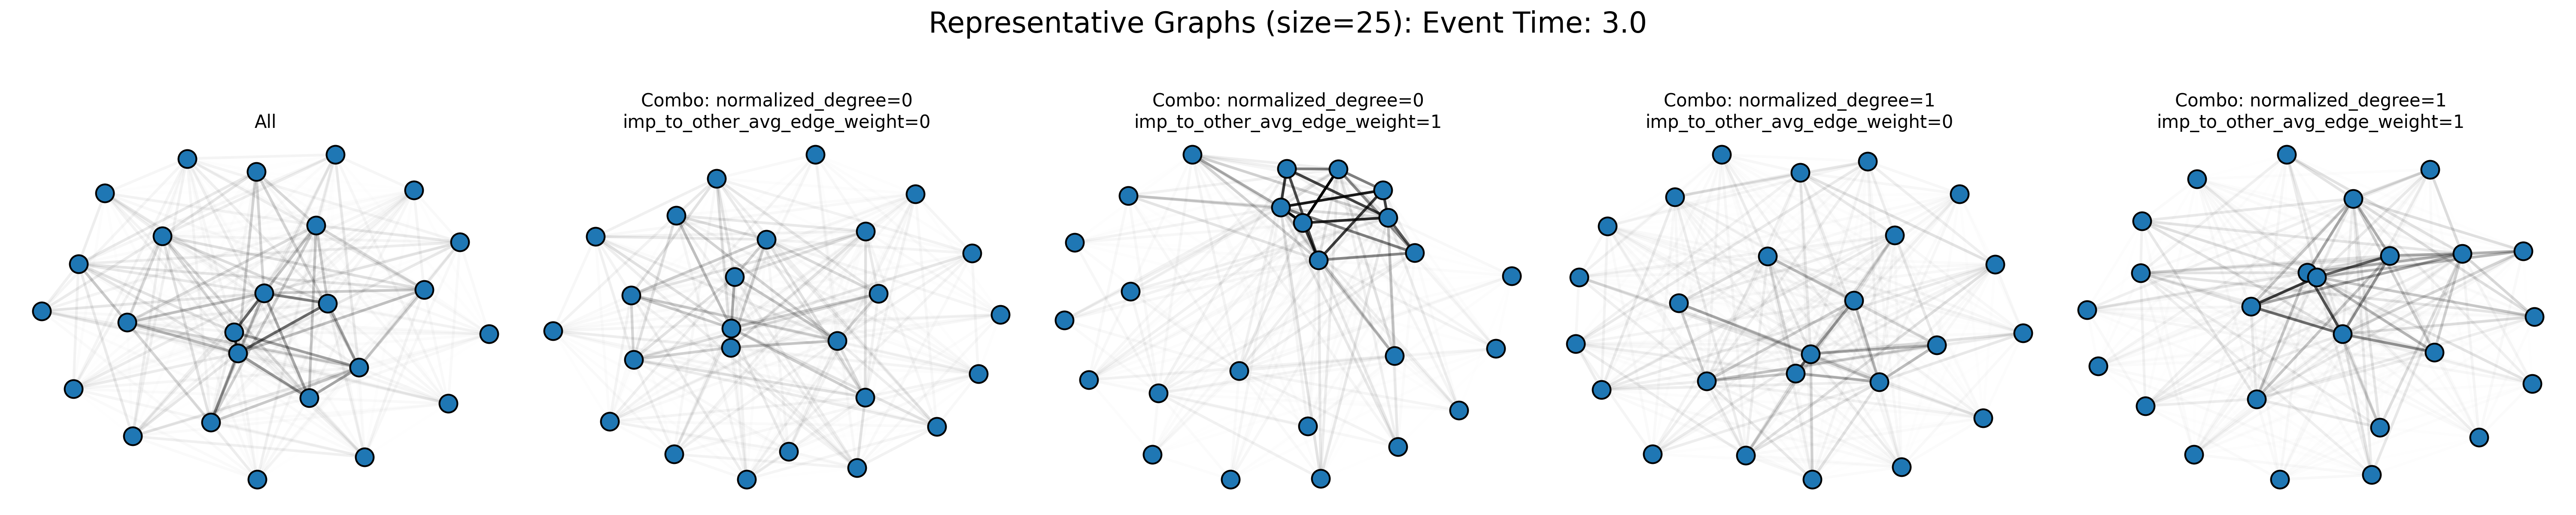 Representative Graphs (size=25): Event Time: 3.0
All
Combo: normalized_degree=0
imp_to_other_avg_edge_weight=0
Combo: normalized_degree=0
imp_to_other_avg_edge_weight=1
Combo: normalized_degree=1
imp_to_other_avg_edge_weight=0
Combo: normalized_degree=1
imp_to_other_avg_edge_weight=1